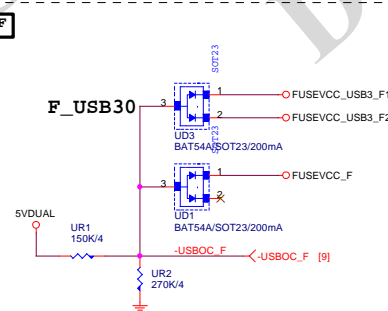 F
SOT23
F_USB30
3
1
FUSEVCC_USB3_F1
2
FUSEVCC_USB3_F2
UD3
BAT54A/SOT23/200mA
SOT23
3
1
FUSEVCC_F
2
UD1
BAT54A/SOT23/200mA
5VDUAL
UR1
150K/4
-USBOC_F
-USBOC_F [9]
UR2
270K/4